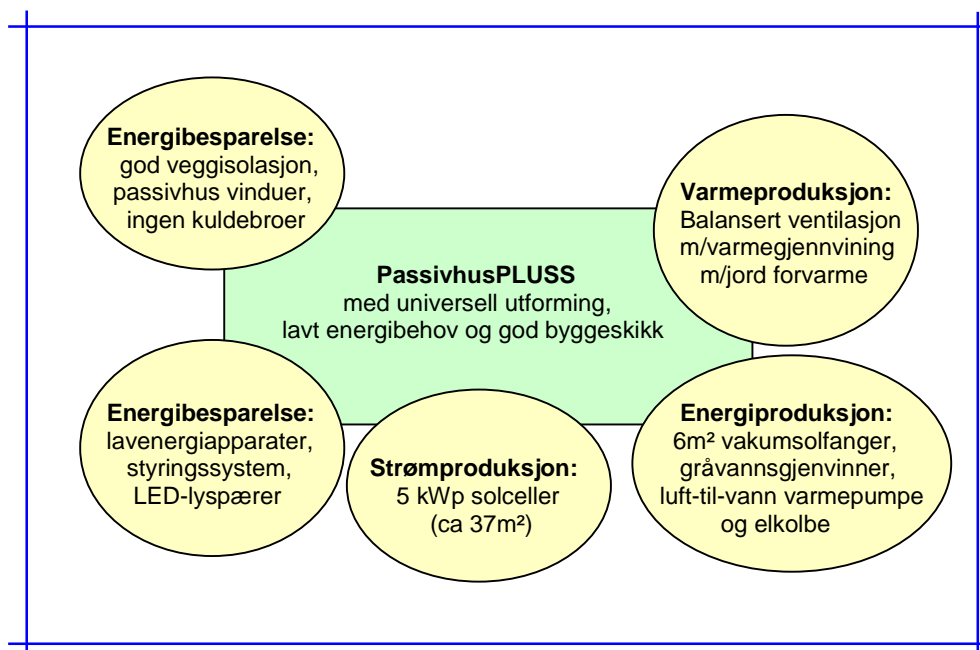 Energibesparelse:
god veggisolasjon,
passivhus vinduer,
ingen kuldebroer
Varmeproduksjon:
Balansert ventilasjon
m/varmegjennvining
m/jord forvarme
PassivhusPLUSS
med universell utforming,
lavt energibehov og god byggeskikk
Energibesparelse:
lavenergiapparater,
styringssystem,
LED-lyspærer
Strømproduksjon:
5 kWp solceller
(ca 37m²)
Energiproduksjon:
6m² vakumsolfanger,
gråvannsgjenvinner,
luft-til-vann varmepumpe
og elkolbe